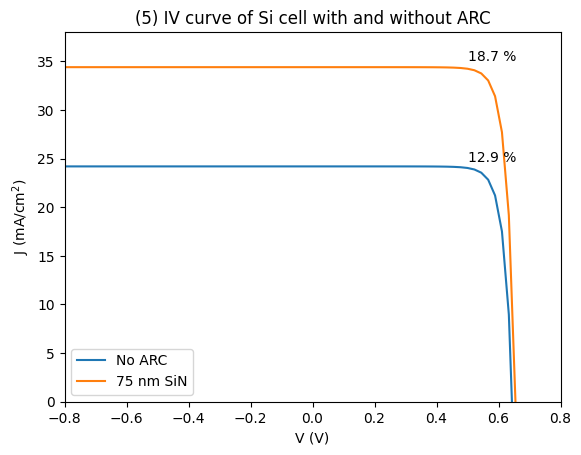 (5) IV curve of Si cell with and without ARC
18.7 %
12.9 %
35
30
25
20
15
10
5
0
J (mA/cm²)
No ARC
75 nm SiN
−0.8 −0.6 −0.4 −0.2 0.0 0.2 0.4 0.6 0.8
V (V)